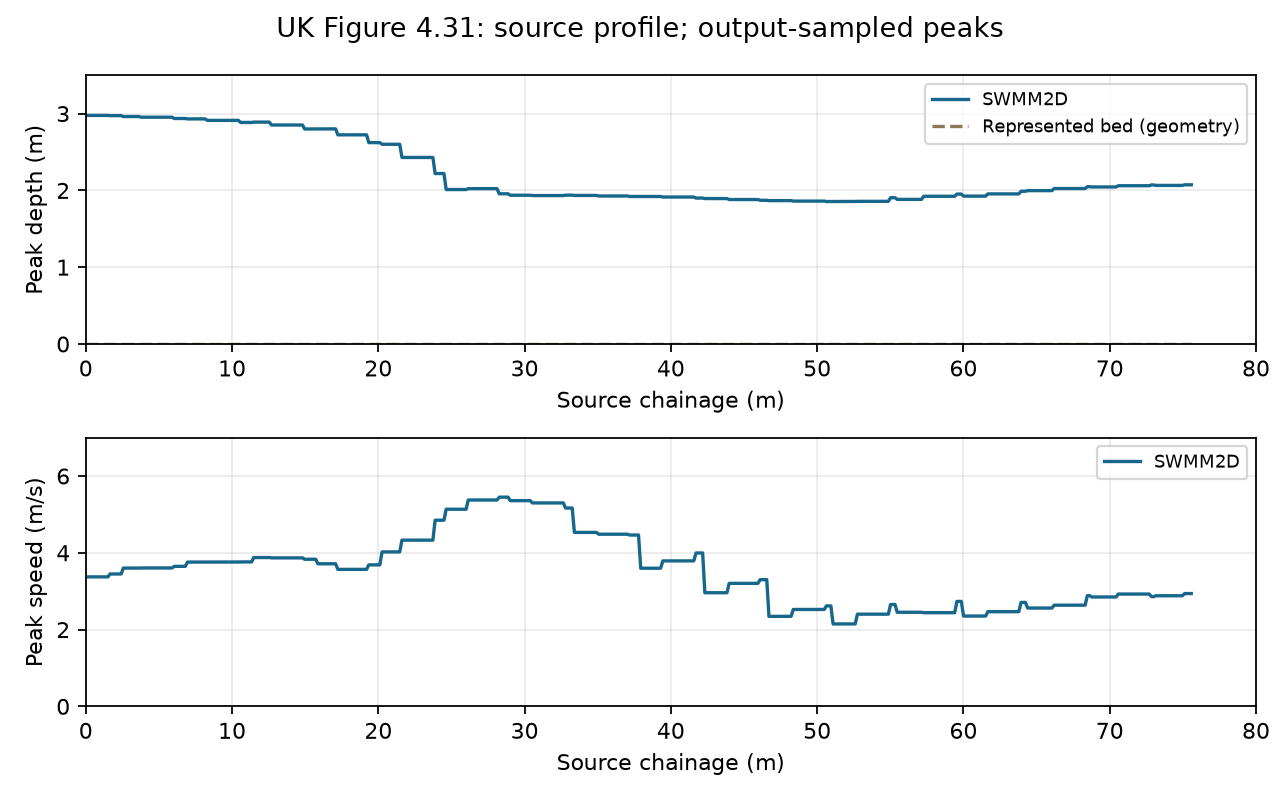 UK Figure 4.31: source profile; output-sampled peaks
SWMM2D
Represented bed (geometry)
Peak depth (m)
3
2
1
0
0 10 20 30 40 50 60 70 80
Source chainage (m)
SWMM2D
Peak speed (m/s)
6
4
2
0
0 10 20 30 40 50 60 70 80
Source chainage (m)